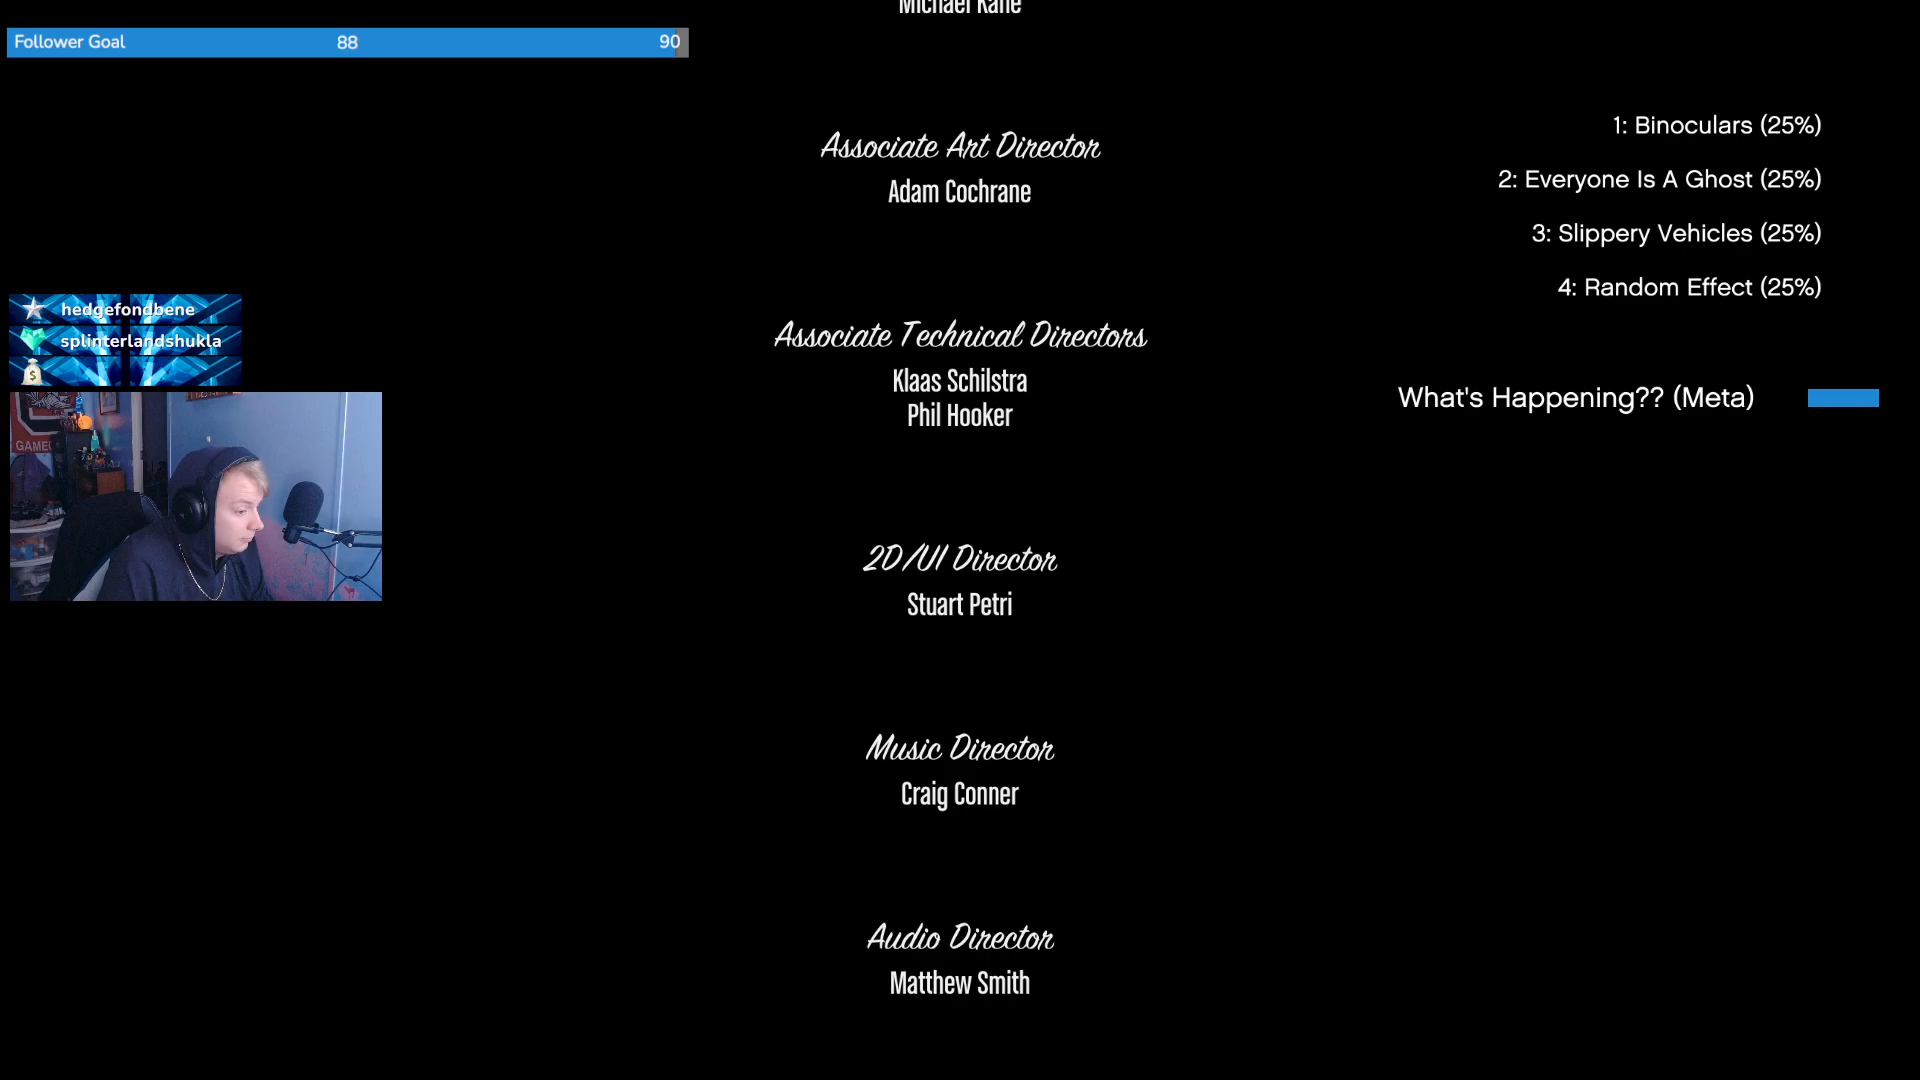 Michael Kane
Follower Goal 88 90
Associate Art Director
Adam Cochrane
Associate Technical Directors
Klaas Schilstra
Phil Hooker
2D/UI Director
Stuart Petri
Music Director
Craig Conner
Audio Director
Matthew Smith
1: Binoculars (25%)
2: Everyone Is A Ghost (25%)
3: Slippery Vehicles (25%)
4: Random Effect (25%)
What's Happening?? (Meta)
hedgefondbene
splinterlandshukla
$
GAME